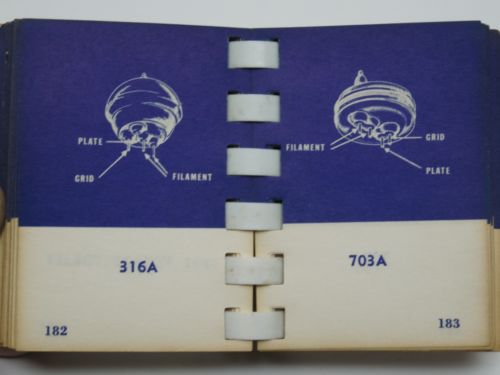 PLATE
GRID
FILAMENT
316A
182
FILAMENT
GRID
PLATE
703A
183